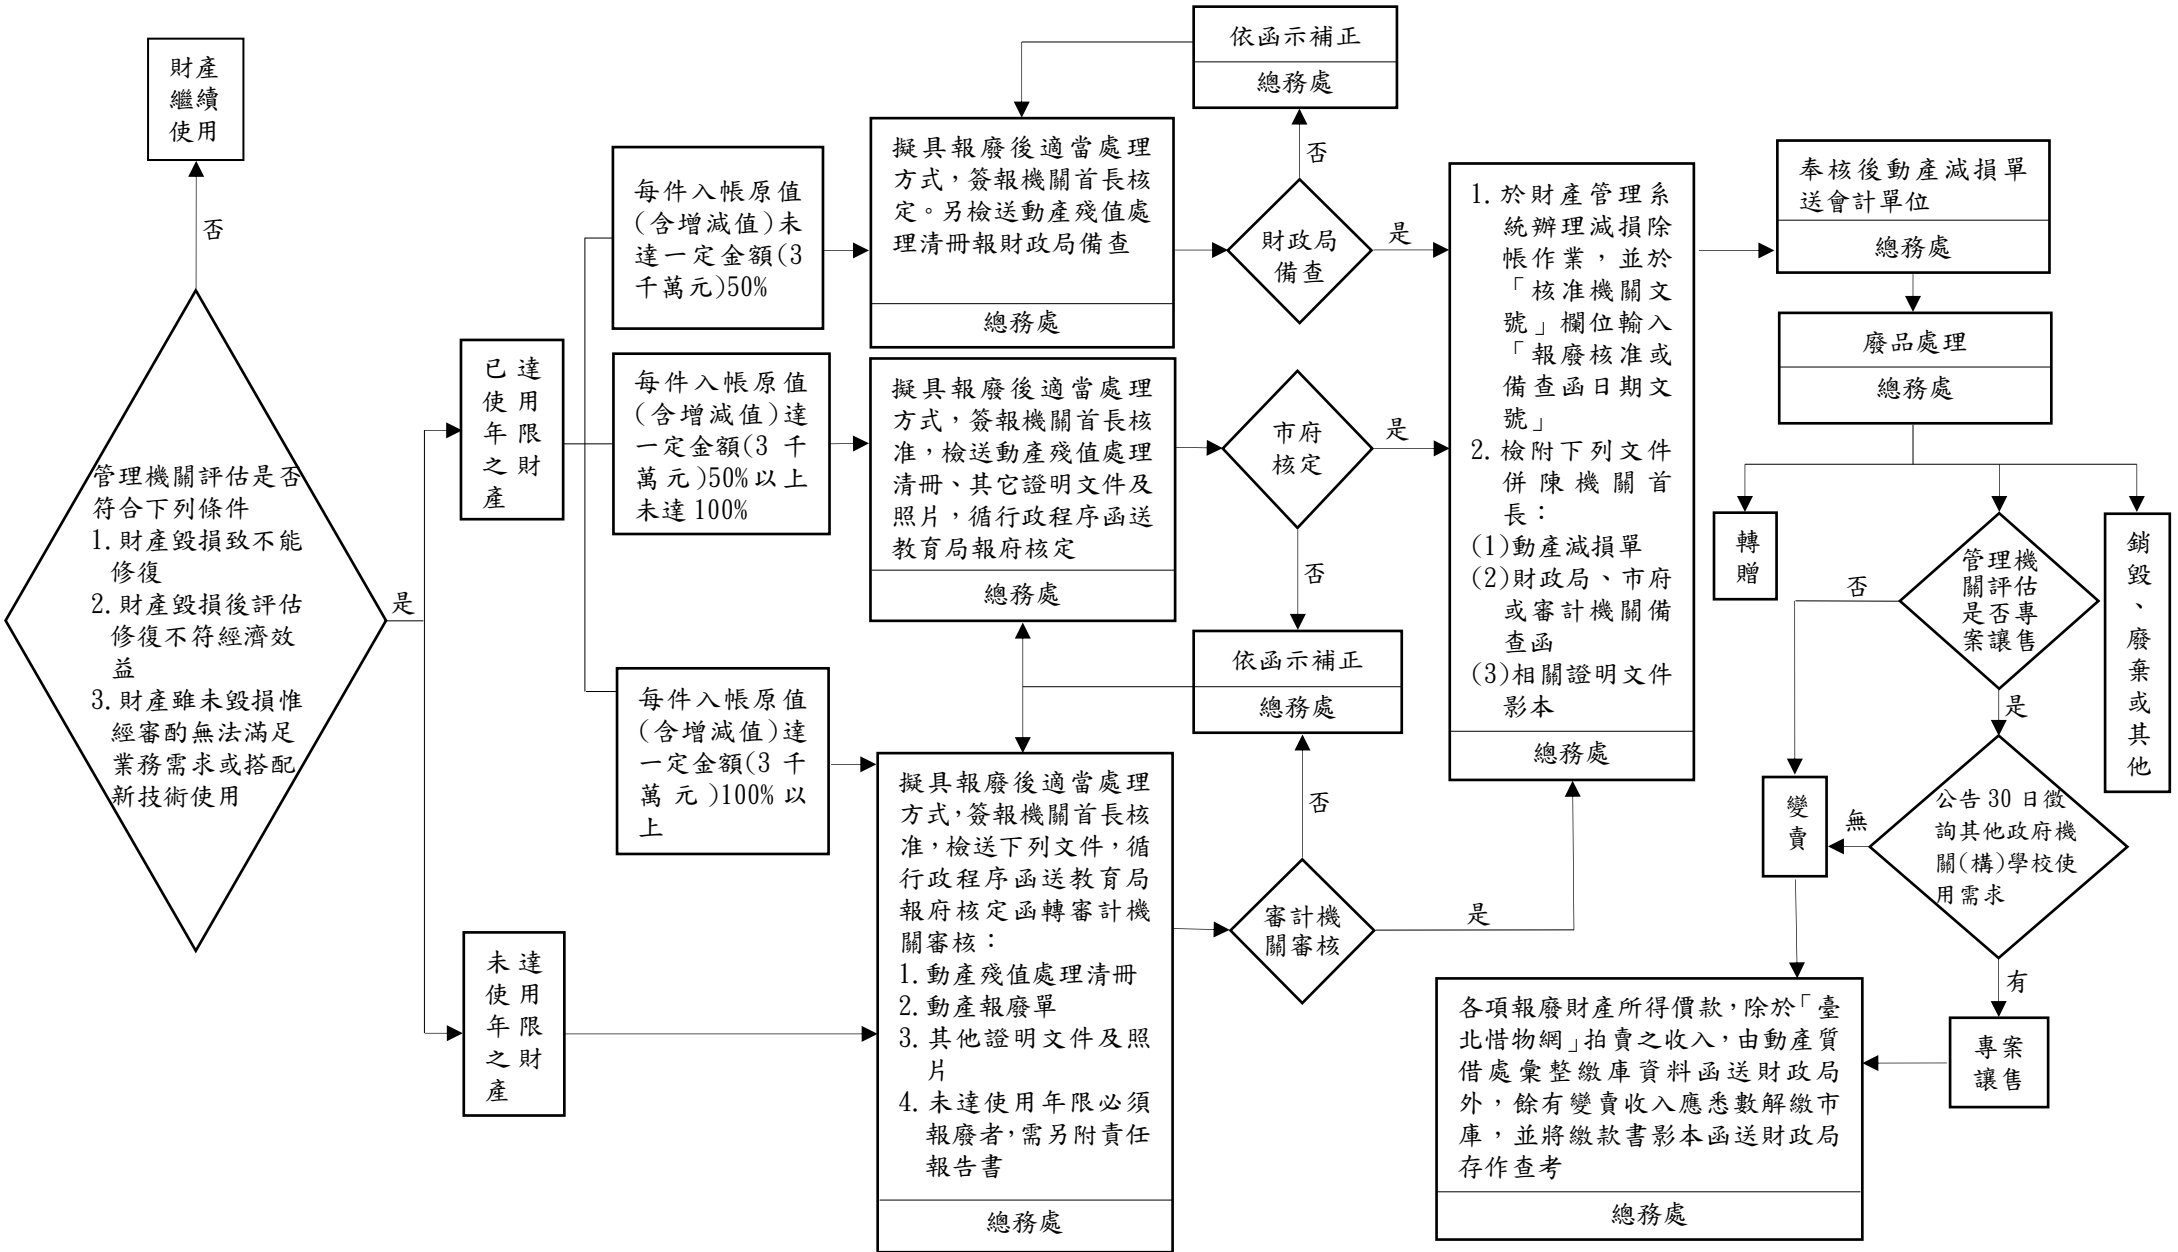 財產
繼續
使用
否
管理機關評估是否
符合下列條件
1.財產毀損致不能
修復
2.財產毀損後評估
修復不符經濟效
益
3.財產雖未毀損惟
經審酌無法滿足
業務需求或搭配
新技術使用
是
已達
使用
年限
之財
產
未達
使用
年限
之財
產
每件入帳原值
(含增減值)未
達一定金額(3
千萬元)50%
每件入帳原值
(含增減值)達
一定金額(3 千
萬元)50%以上
未達100%
每件入帳原值
(含增減值)達
一定金額(3 千
萬元)100%以
上
擬具報廢後適當處理
方式，簽報機關首長核
定。另檢送動產殘值處
理清冊報財政局備查
總務處
擬具報廢後適當處理
方式，簽報機關首長核
准，檢送動產殘值處理
清冊、其它證明文件及
照片，循行政程序函送
教育局報府核定
總務處
擬具報廢後適當處理
方式，簽報機關首長核
准，檢送下列文件，循
行政程序函送教育局
報府核定函轉審計機
關審核：
1.動產殘值處理清冊
2.動產報廢單
3.其他證明文件及照
片
4.未達使用年限必須
報廢者，需另附責任
報告書
總務處
依函示補正
總務處
否
財政局
備查
是
市府
核定
是
否
依函示補正
總務處
否
審計機
關審核
是
1.於財產管理系
統辦理減損除
帳作業，並於
「核准機關文
號」欄位輸入
「報廢核准或
備查函日期文
號」
2.檢附下列文件
併陳機關首
長：
(1)動產減損單
(2)財政局、市府
或審計機關備
查函
(3)相關證明文件
影本
總務處
奉核後動產減損單
送會計單位
總務處
廢品處理
總務處
轉
贈
管理機
關評估
是否專
讓售
否
是
銷
毀
、
廢
棄
或
其
他
變
賣
無
公告30日徵
詢其他政府機
關(構)學校使
用需求
有
專案
讓售
各項報廢財產所得價款，除於「臺
北惜物網」拍賣之收入，由動產質
借處彙整繳庫資料函送財政局
外，餘有變賣收入應悉數解繳市
庫，並將繳款書影本函送財政局
存作查考
總務處